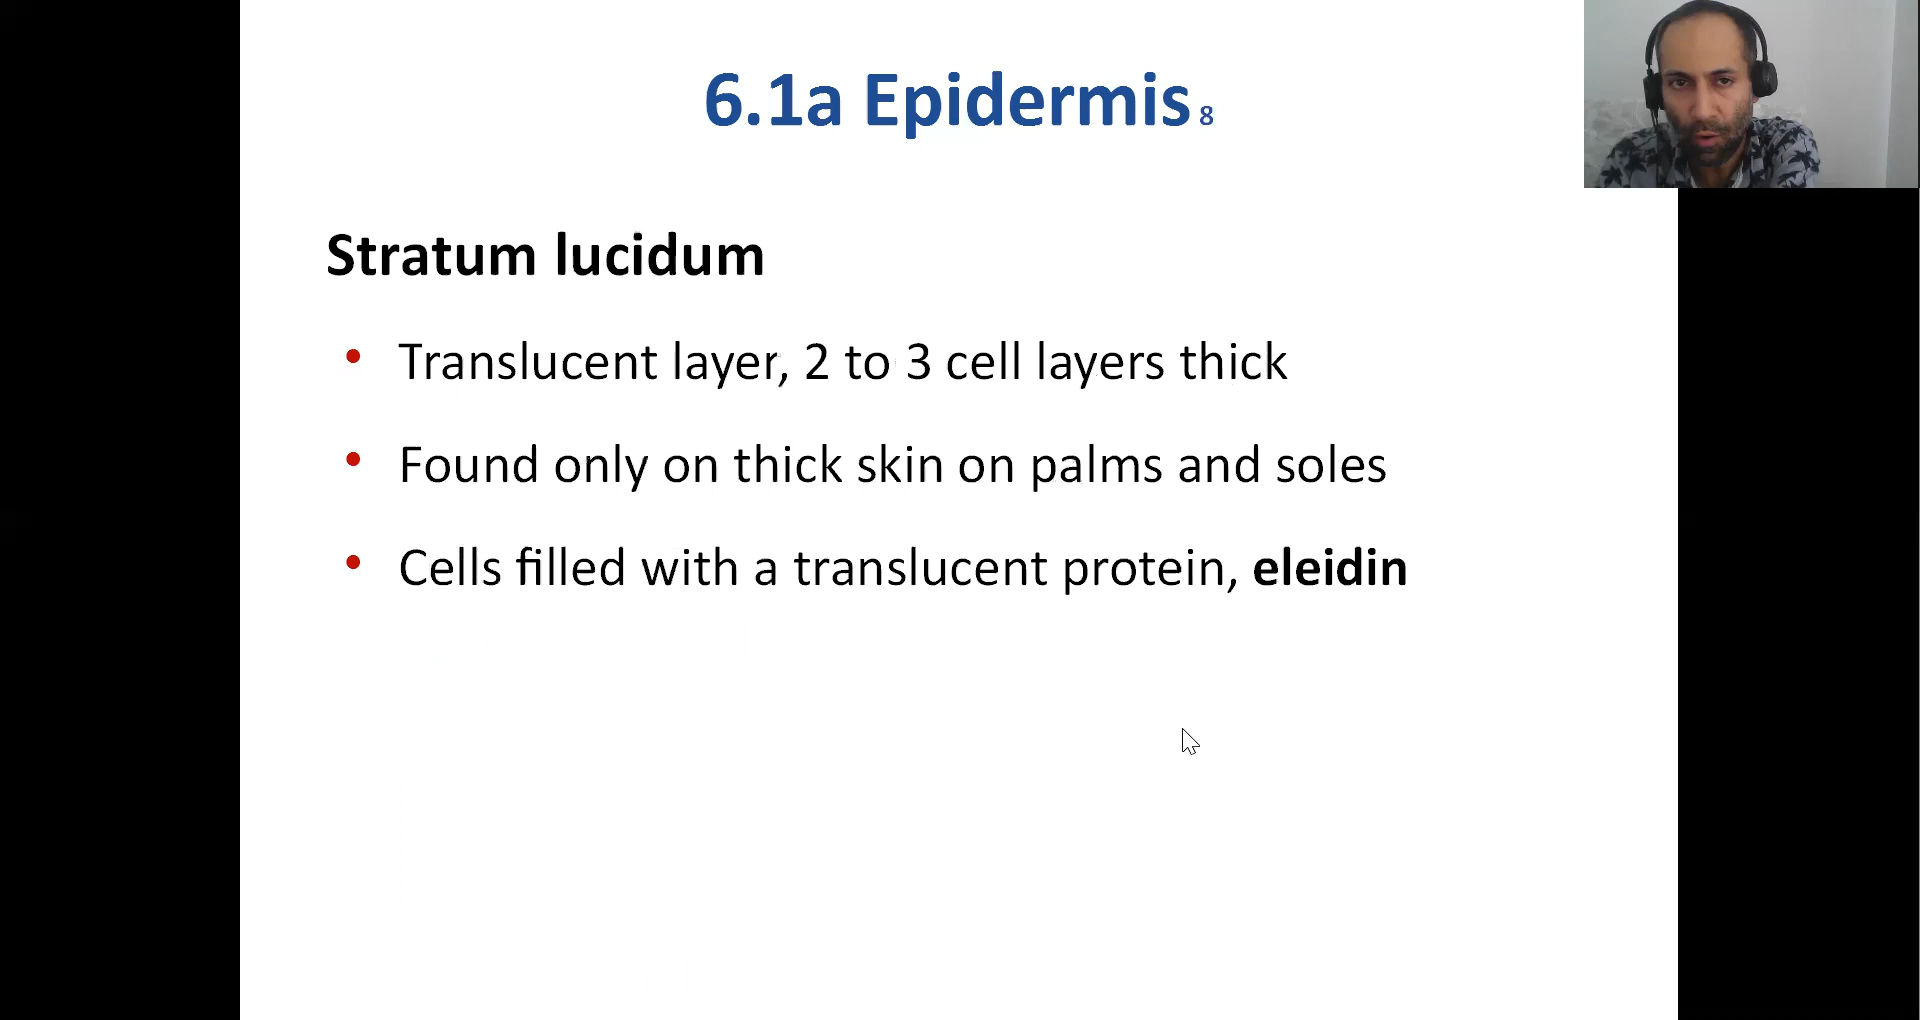 6.1a Epidermis 8
Stratum lucidum
• Translucent layer, 2 to 3 cell layers thick
• Found only on thick skin on palms and soles
• Cells filled with a translucent protein, eleidin